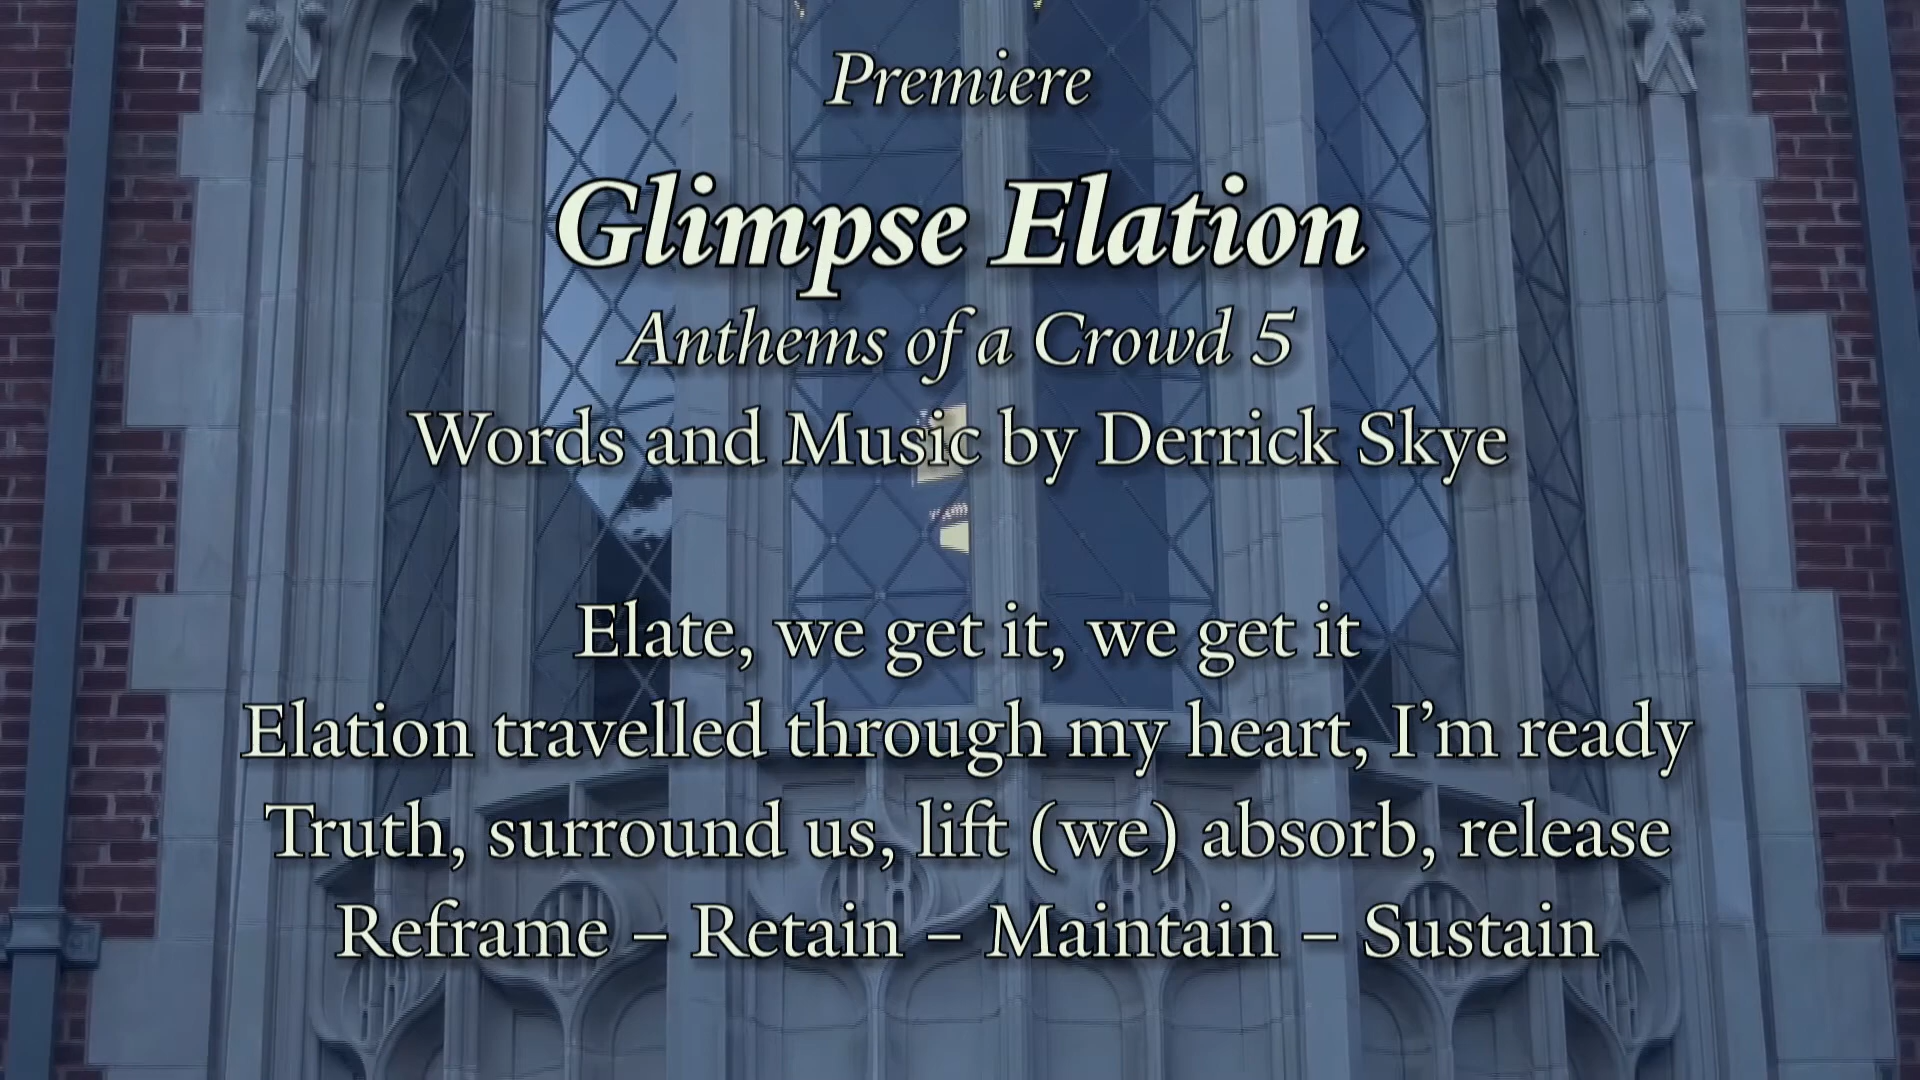 Premiere
Glimpse Elation
Anthems of a Crowd 5
Words and Music by Derrick Skye
Elate, we get it, we get it
Elation travelled through my heart, I’m ready
Truth, surround us, lift (we) absorb, release
Reframe – Retain – Maintain – Sustain